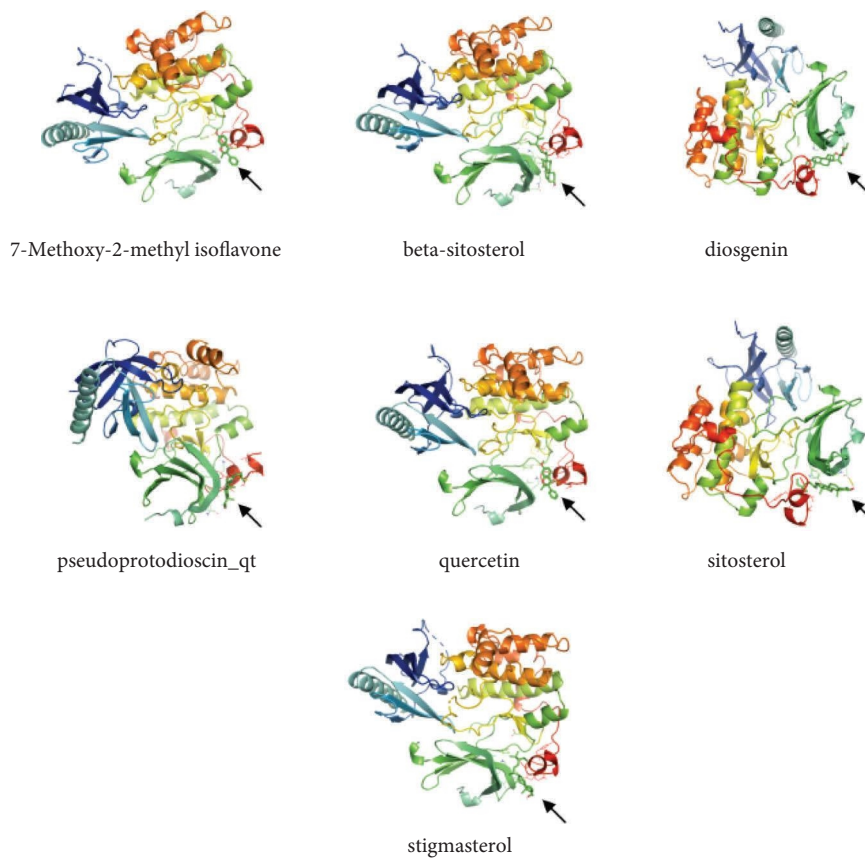 7-Methoxy-2-methyl isoflavone
beta-sitosterol
diosgenin
pseudoprotodioscin_qt
quercetin
sitosterol
stigmasterol